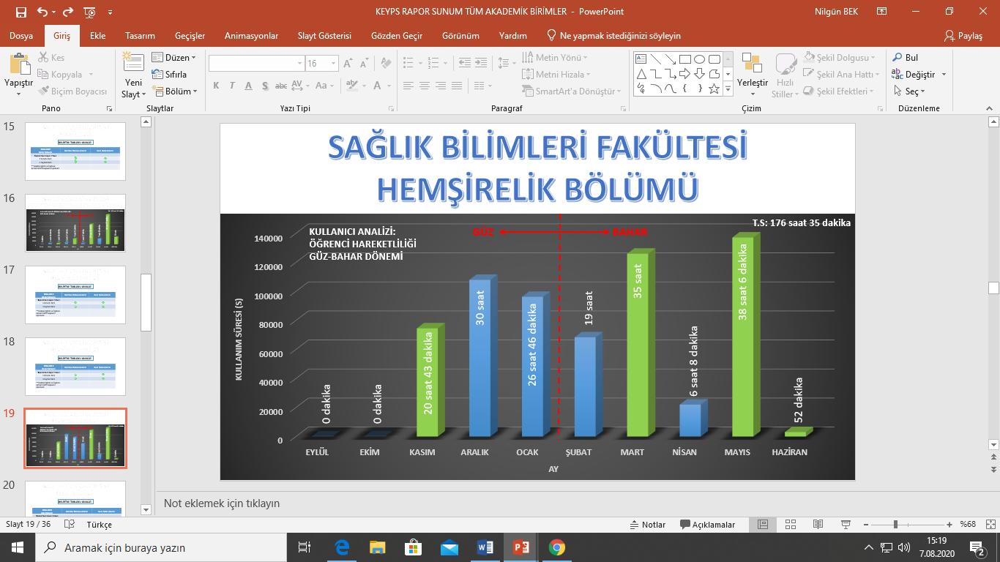 KEYPS RAPOR SUNUM TÜM AKADEMİK BİRİMLER - PowerPoint
Nilgün BEK
Dosya Giriş Ekle Tasarım Geçişler Animasyonlar Slayt Gösterisi Gözden Geçir Görünüm Yardım Ne yapmak istediğinizi söyleyin Paylaş
Yapıştır
Kes
Kopyala
Biçim Boyacısı
Pano
Yeni
Slayt
Düzen
Sıfırla
Bölüm
Slaytlar
16
K T A S abc AV Aa A
Yazı Tipi
Metin Yönü
Metni Hizala
SmartArt'a Dönüştür
Paragraf
Yerleştir
Hızlı
Stiller
Şekil Dolgusu
Şekil Ana Hattı
Şekil Efektleri
Çizim
Bul
Değiştir
Seç
Düzenleme
15
16
17
18
19
20
SAĞLIK BİLİMLERİ FAKÜLTESİ
HEMŞİRELİK BÖLÜMÜ
T.S: 176 saat 35 dakika
KULLANICI ANALİZİ:
ÖĞRENCİ HAREKETLİLİĞİ
GÜZ-BAHAR DÖNEMİ
GÜZ
BAHAR
KULLANIM SÜRESİ (S)
140000
120000
100000
80000
60000
40000
20000
0
0 dakika
0 dakika
20 saat 43 dakika
30 saat
26 saat 46 dakika
19 saat
35 saat
6 saat 8 dakika
38 saat 6 dakika
52 dakika
EYLÜL EKİM KASIM ARALIK OCAK ŞUBAT MART NİSAN MAYIS HAZİRAN
AY
Not eklemek için tıklayın
Slayt 19 / 36 Türkçe Notlar Açıklamalar %68
Aramak için buraya yazın
15:19
7.08.2020
2